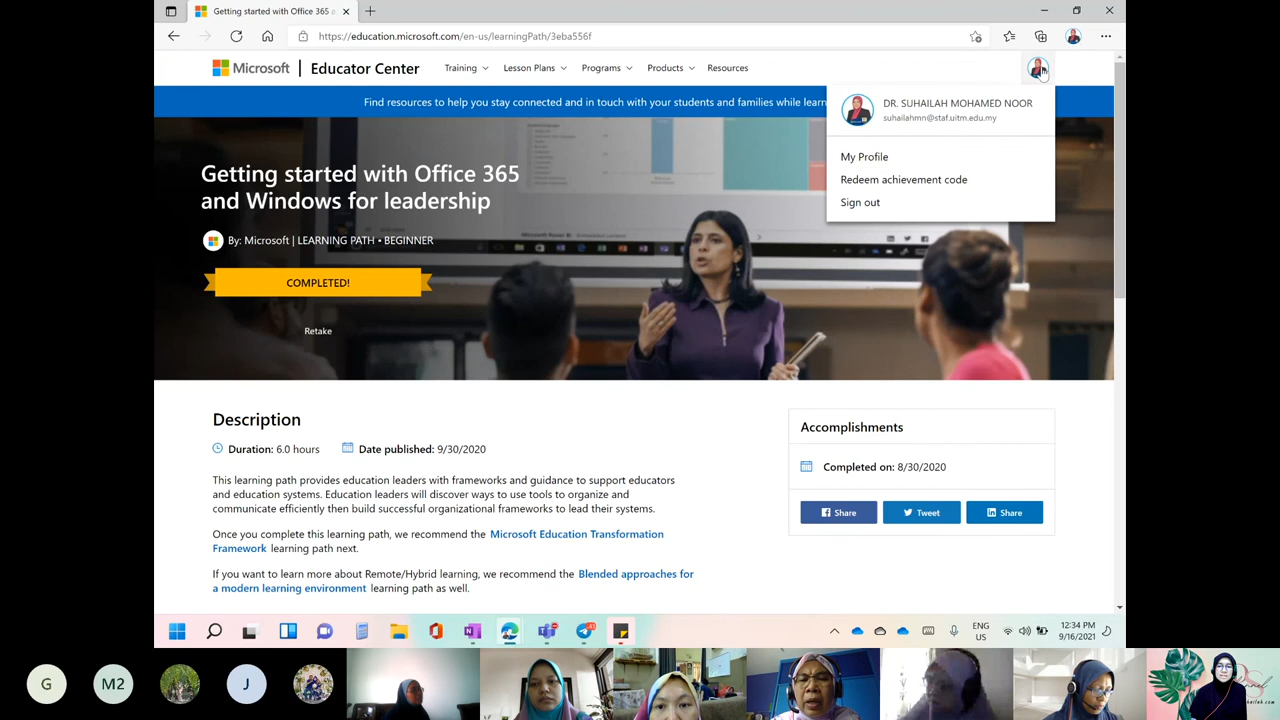 Getting started with Office 365 a
https://education.microsoft.com/en-us/learningPath/3eba556f
Microsoft | Educator Center
Training
Lesson Plans
Programs
Products
Resources
Find resources to help you stay connected and in touch with your students and families while learn
DR. SUHAILAH MOHAMED NOOR
suhailahmn@staf.uitm.edu.my
My Profile
Redeem achievement code
Sign out
Getting started with Office 365
and Windows for leadership
By: Microsoft | LEARNING PATH • BEGINNER
COMPLETED!
Retake
Description
Duration: 6.0 hours
Date published: 9/30/2020
This learning path provides education leaders with frameworks and guidance to support educators
and education systems. Education leaders will discover ways to use tools to organize and
communicate efficiently then build successful organizational frameworks to lead their systems.
Once you complete this learning path, we recommend the Microsoft Education Transformation
Framework learning path next.
If you want to learn more about Remote/Hybrid learning, we recommend the Blended approaches for
a modern learning environment learning path as well.
Accomplishments
Completed on: 8/30/2020
Share
Tweet
Share
ENG
US
12:34 PM
9/16/2021
G
M2
J